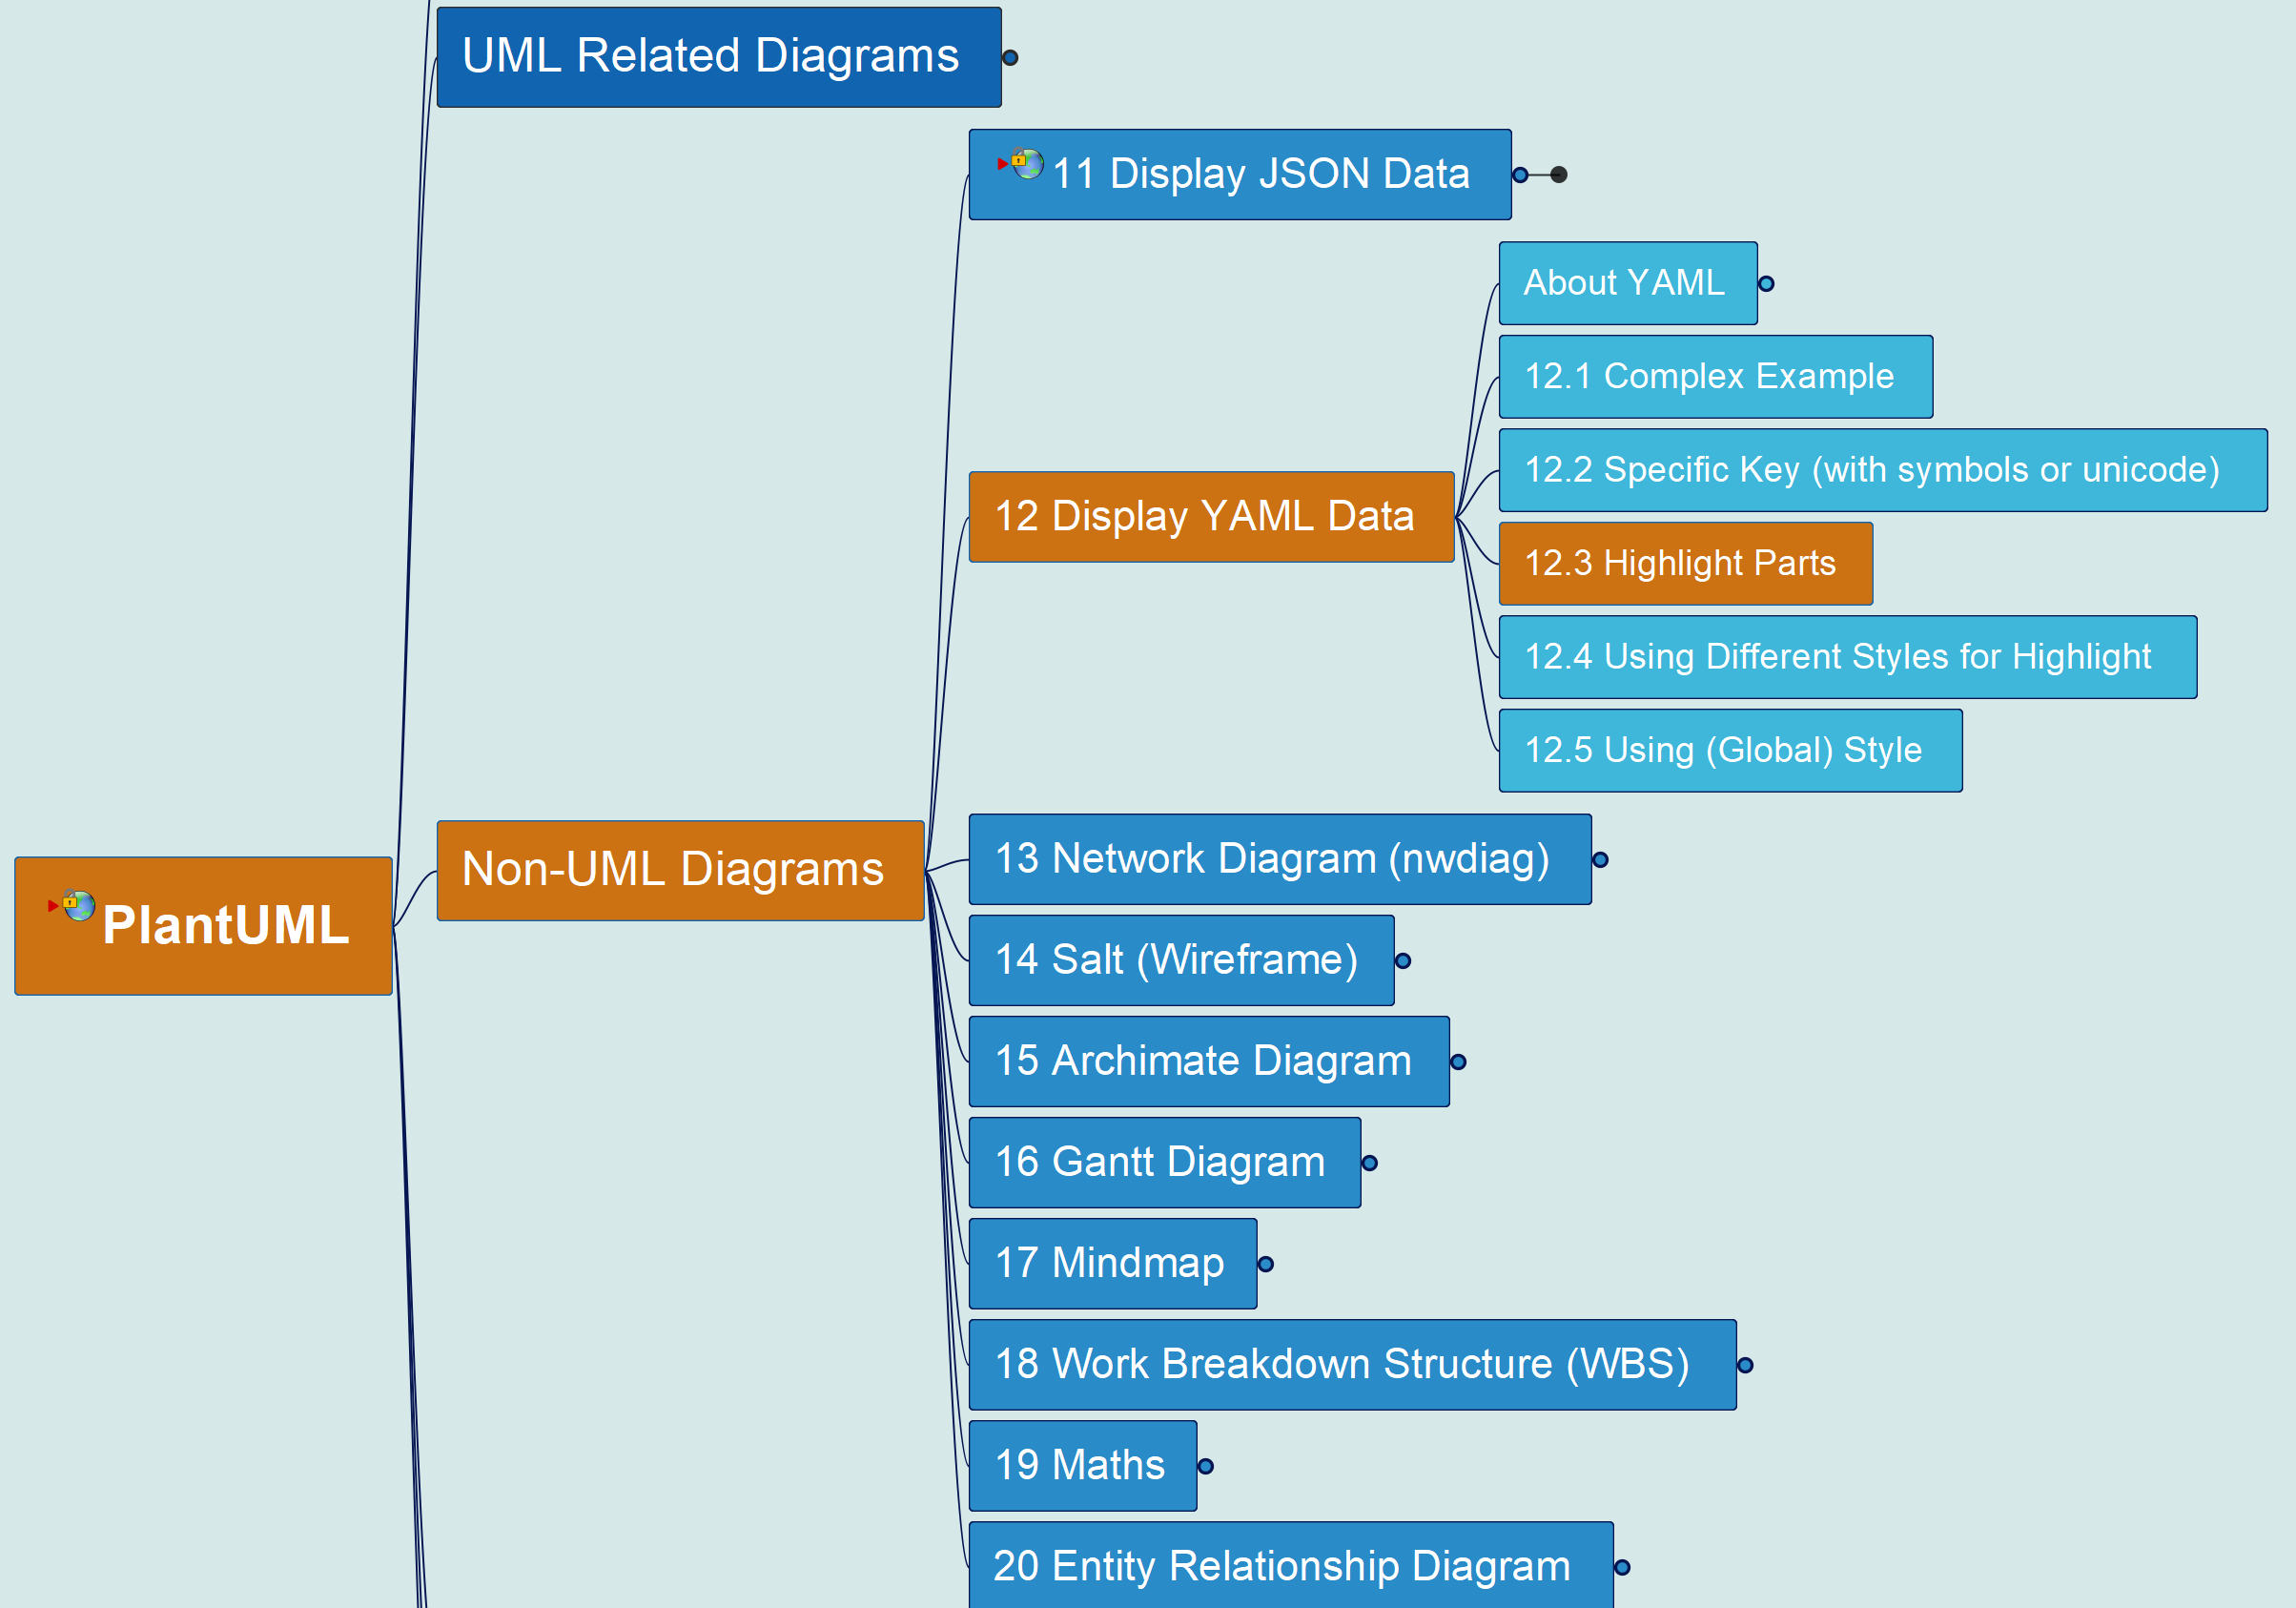 UML Related Diagrams
11 Display JSON Data
About YAML
12.1 Complex Example
12.2 Specific Key (with symbols or unicode)
12 Display YAML Data
12.3 Highlight Parts
12.4 Using Different Styles for Highlight
12.5 Using (Global) Style
Non-UML Diagrams
13 Network Diagram (nwdiag)
PlantUML
14 Salt (Wireframe)
15 Archimate Diagram
16 Gantt Diagram
17 Mindmap
18 Work Breakdown Structure (WBS)
19 Maths
20 Entity Relationship Diagram